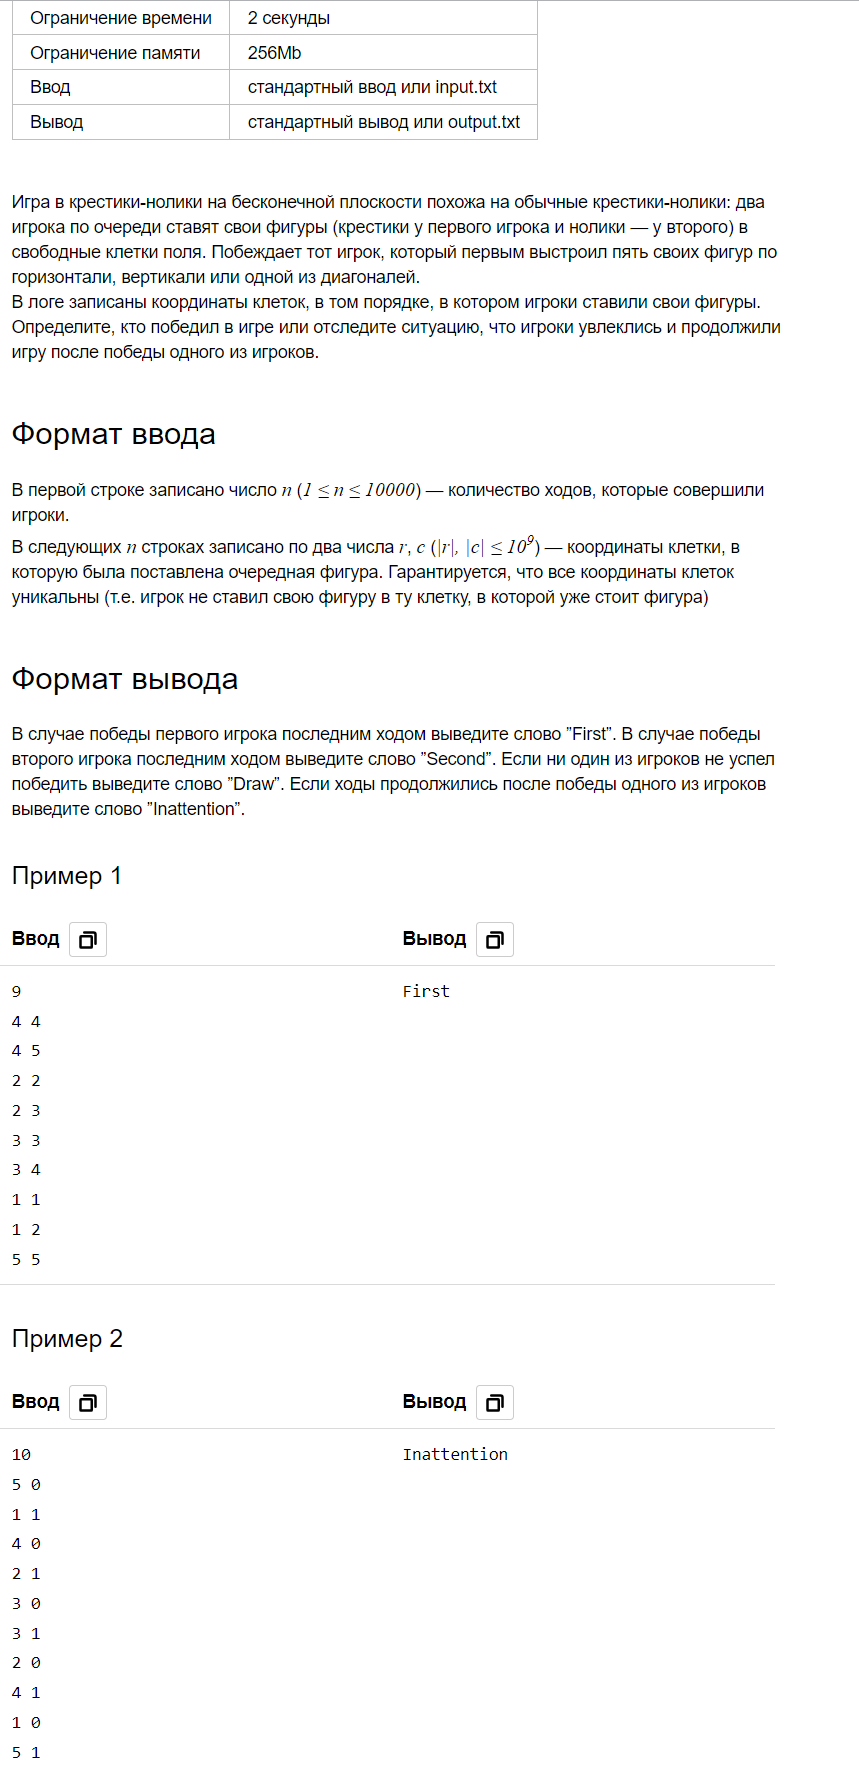 Ограничение времени 2 секунды
Ограничение памяти 256Mb
Ввод стандартный ввод или input.txt
Вывод стандартный вывод или output.txt
Игра в крестики-нолики на бесконечной плоскости похожа на обычные крестики-нолики: два
игрока по очереди ставят свои фигуры (крестики у первого игрока и нолики — у второго) в
свободные клетки поля. Побеждает тот игрок, который первым выстроил пять своих фигур по
горизонтали, вертикали или одной из диагоналей.
В логе записаны координаты клеток, в том порядке, в котором игроки ставили свои фигуры.
Определите, кто победил в игре или отследите ситуацию, что игроки увлеклись и продолжили
игру после победы одного из игроков.
Формат ввода
В первой строке записано число n (1 ≤ n ≤ 10000) — количество ходов, которые совершили
игроки.
В следующих n строках записано по два числа r, c (|r|, |c| ≤ 10⁹) — координаты клетки, в
которую была поставлена очередная фигура. Гарантируется, что все координаты клеток
уникальны (т.е. игрок не ставил свою фигуру в ту клетку, в которой уже стоит фигура)
Формат вывода
В случае победы первого игрока последним ходом выведите слово ”First”. В случае победы
второго игрока последним ходом выведите слово ”Second”. Если ни один из игроков не успел
победить выведите слово ”Draw”. Если ходы продолжились после победы одного из игроков
выведите слово ”Inattention”.
Пример 1
Ввод Вывод
9 First
4 4
4 5
2 2
2 3
3 3
3 4
1 1
1 2
5 5
Пример 2
Ввод Вывод
10 Inattention
5 0
1 1
4 0
2 1
3 0
3 1
2 0
4 1
1 0
5 1